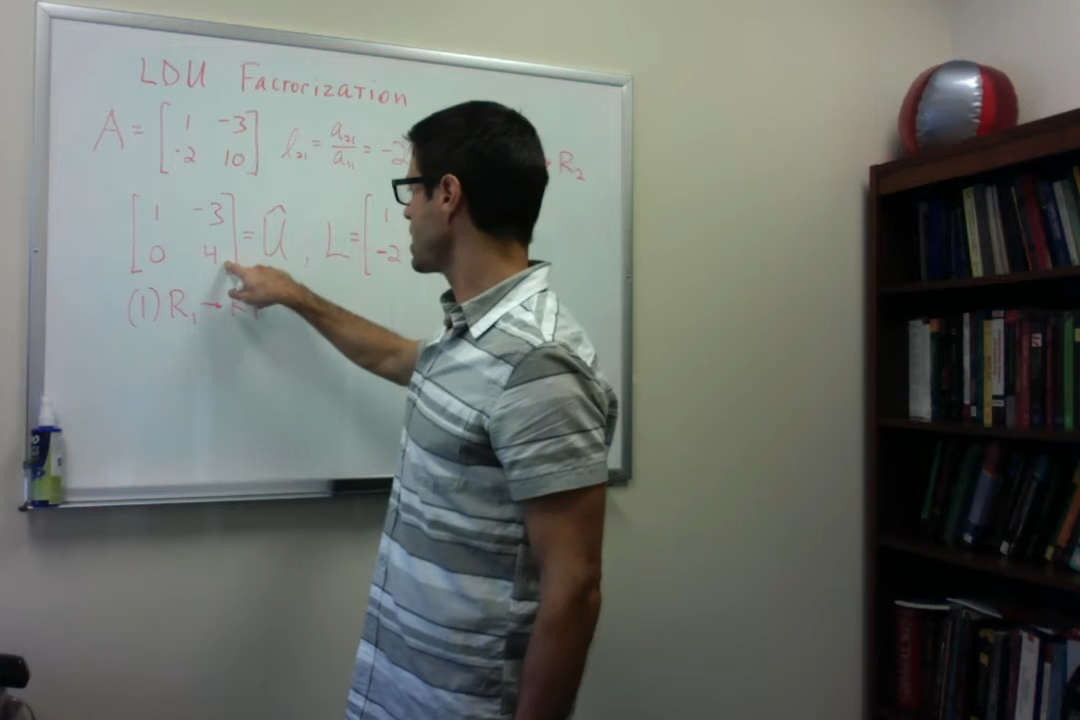 LDU Factorization
A = [ 1 -3 l₂₁ = a₂₁/a₁₁ = -2 R₂
-2 10 ]
[ 1 -3 = Û , L = [ 1
0 4 ] -2
(1) R₁ → R₁